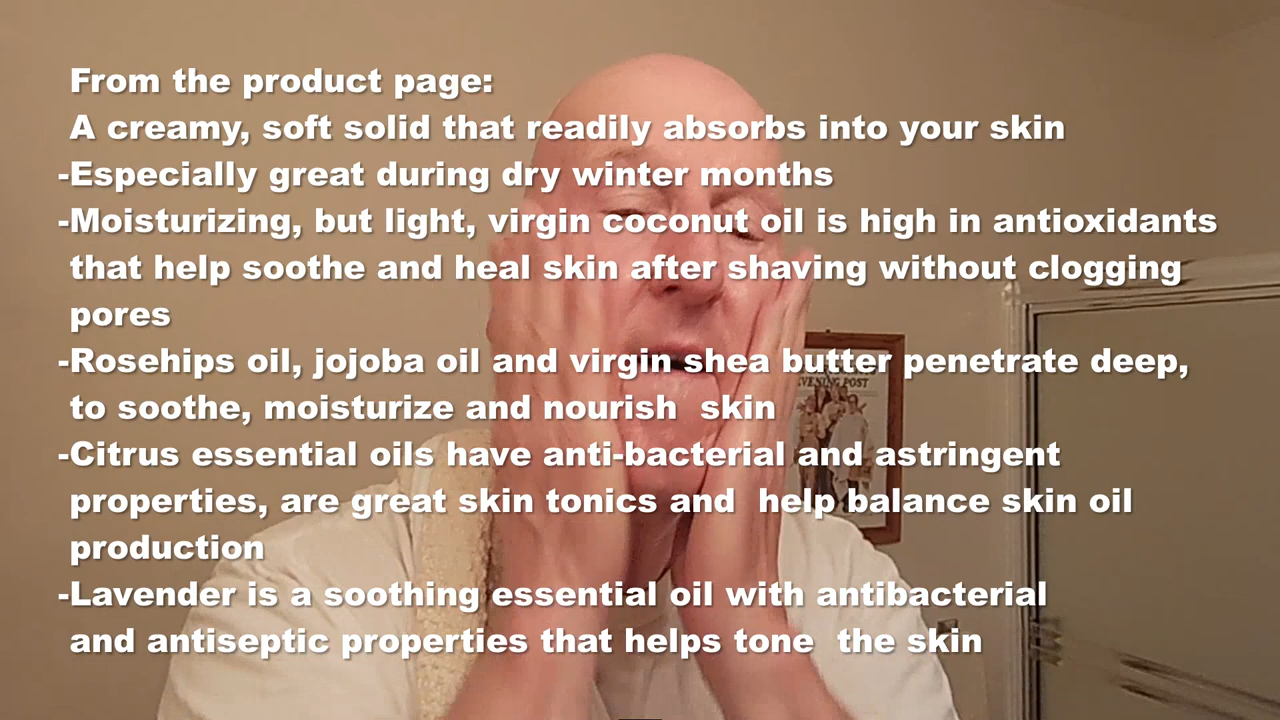 From the product page:
A creamy, soft solid that readily absorbs into your skin
-Especially great during dry winter months
-Moisturizing, but light, virgin coconut oil is high in antioxidants
that help soothe and heal skin after shaving without clogging
pores
-Rosehips oil, jojoba oil and virgin shea butter penetrate deep,
to soothe, moisturize and nourish  skin
EVENING POST
-Citrus essential oils have anti-bacterial and astringent
properties, are great skin tonics and  help balance skin oil
production
-Lavender is a soothing essential oil with antibacterial
and antiseptic properties that helps tone  the skin